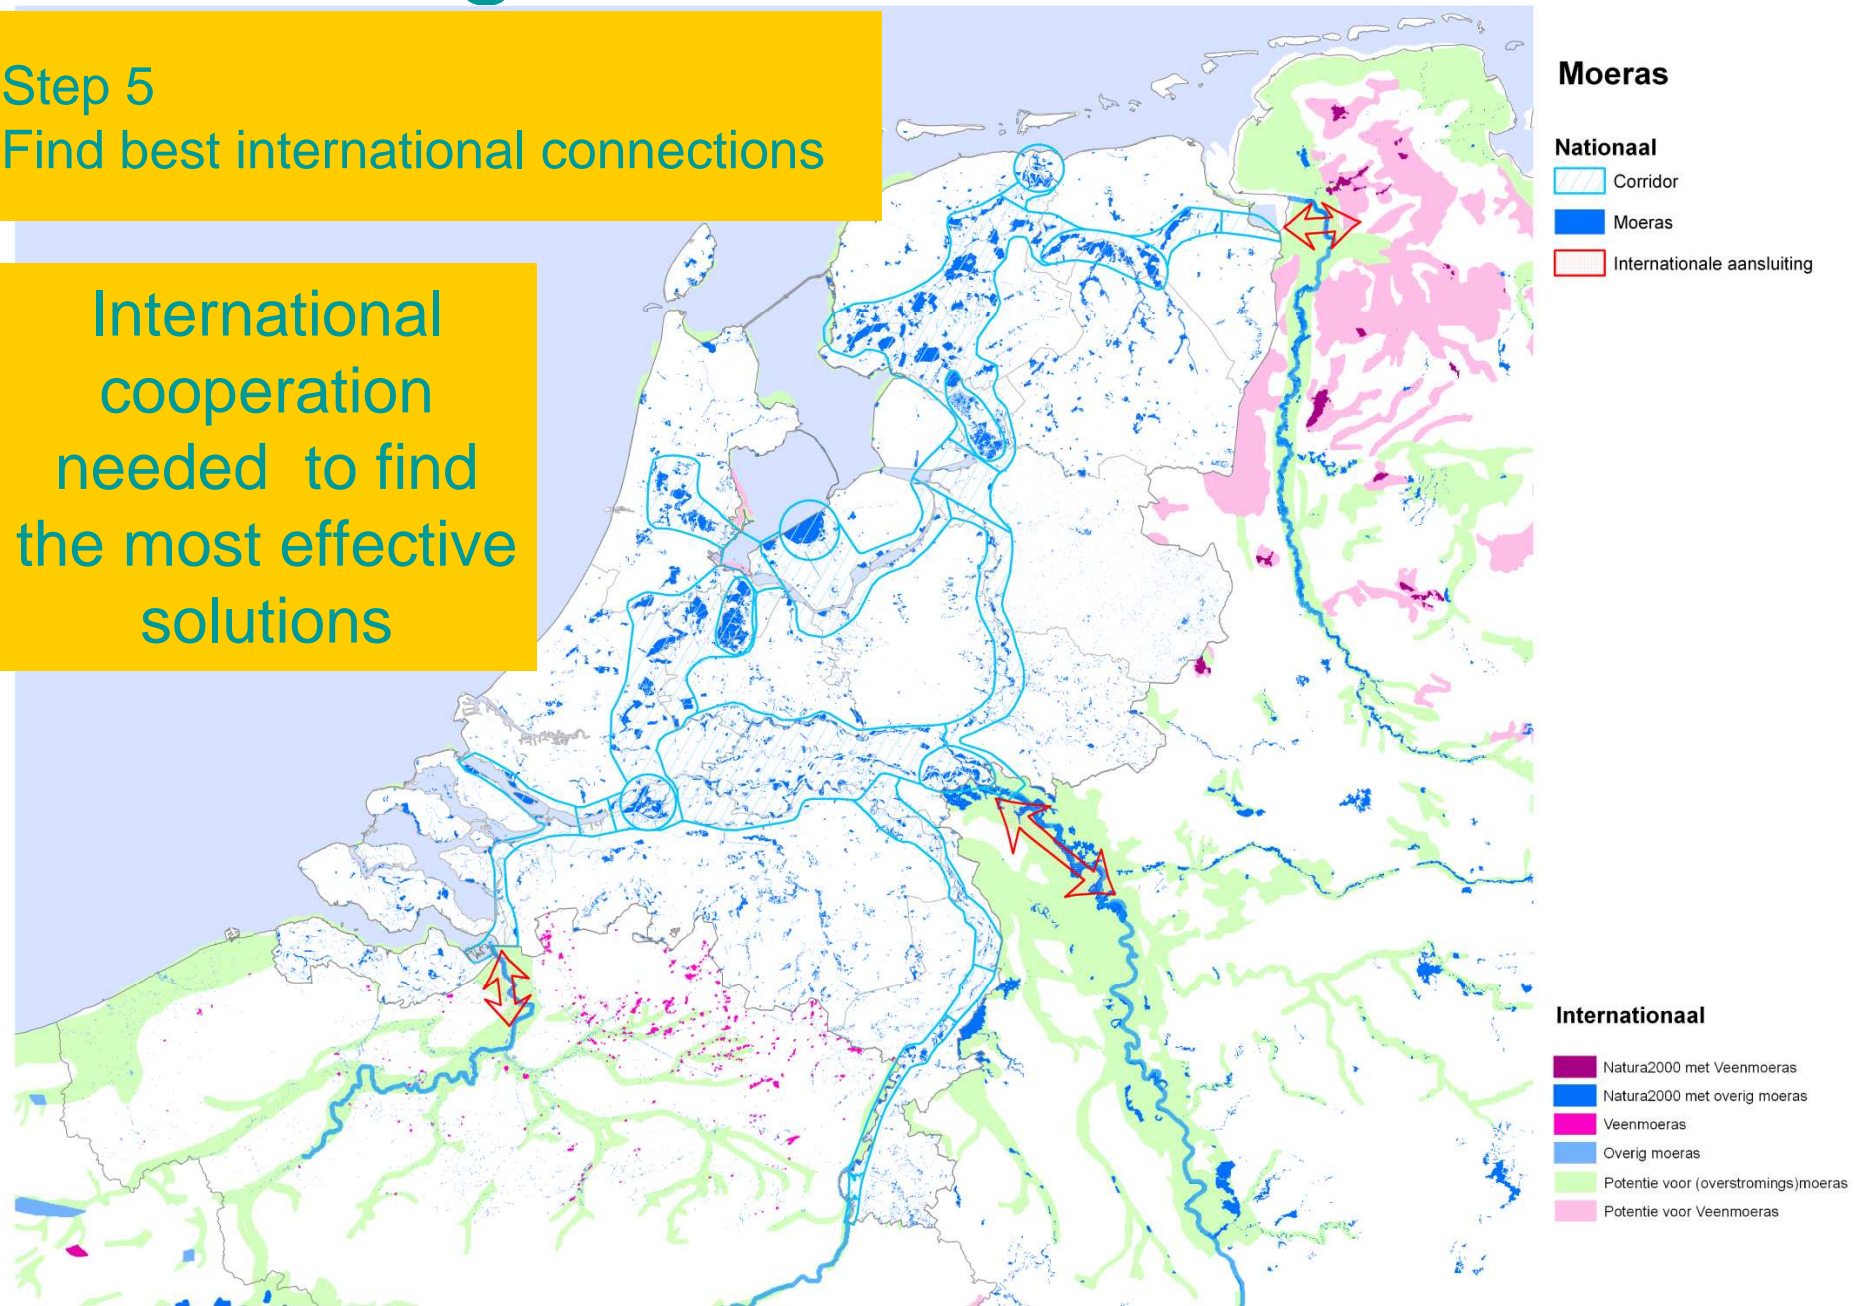 Step 5
Find best international connections
International
cooperation
needed to find
the most effective
solutions
Moeras
Nationaal
Corridor
Moeras
Internationale aansluiting
Internationaal
Natura2000 met Veenmoeras
Natura2000 met overig moeras
Veenmoeras
Overig moeras
Potentie voor (overstromings)moeras
Potentie voor Veenmoeras